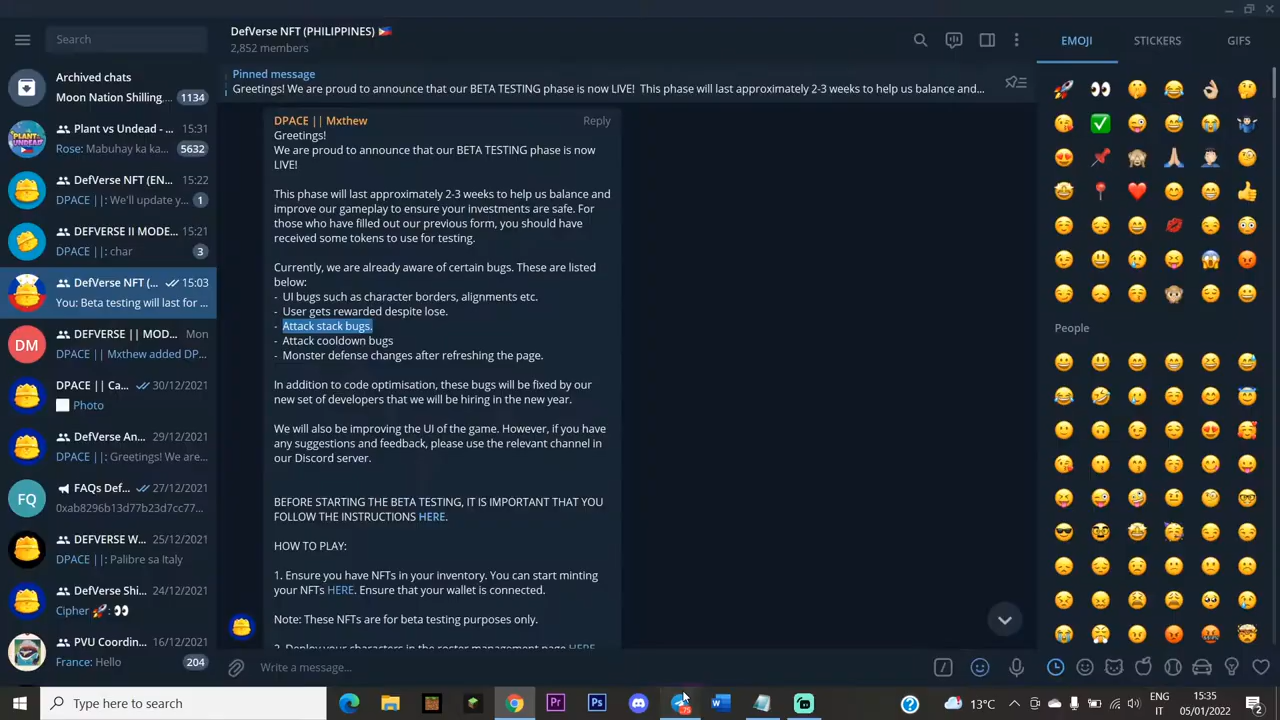 Search
Archived chats
Moon Nation Shilling... 1134
Plant vs Undead - ... 15:31
Rose: Mabuhay ka ka... 5632
DefVerse NFT (EN... 15:22
DPACE ||: We'll update y... 1
DEFVERSE II MODE... 15:21
DPACE ||: char 3
DefVerse NFT (... 15:03
You: Beta testing will last for ...
DM
DEFVERSE || MOD... Mon
DPACE || Mxthew added DP...
DPACE || Ca... 30/12/2021
Photo
DefVerse An... 29/12/2021
DPACE ||: Greetings! We are...
FQ
FAQs Def... 27/12/2021
0xab8296b13d77b23d7cc77...
DEFVERSE W... 25/12/2021
DPACE ||: Palibre sa Italy
DefVerse Shi... 24/12/2021
Cipher 🚀: 👀
PVU Coordin... 16/12/2021
France: Hello 204
DefVerse NFT (PHILIPPINES) 🇵🇭
2,852 members
Pinned message
Greetings! We are proud to announce that our BETA TESTING phase is now LIVE! This phase will last approximately 2-3 weeks to help us balance and...
DPACE || Mxthew Reply
Greetings!
We are proud to announce that our BETA TESTING phase is now
LIVE!
This phase will last approximately 2-3 weeks to help us balance and
improve our gameplay to ensure your investments are safe. For
those who have filled out our previous form, you should have
received some tokens to use for testing.
Currently, we are already aware of certain bugs. These are listed
below:
- UI bugs such as character borders, alignments etc.
- User gets rewarded despite lose.
- Attack stack bugs.
- Attack cooldown bugs
- Monster defense changes after refreshing the page.
In addition to code optimisation, these bugs will be fixed by our
new set of developers that we will be hiring in the new year.
We will also be improving the UI of the game. However, if you have
any suggestions and feedback, please use the relevant channel in
our Discord server.
BEFORE STARTING THE BETA TESTING, IT IS IMPORTANT THAT YOU
FOLLOW THE INSTRUCTIONS HERE.
HOW TO PLAY:
1. Ensure you have NFTs in your inventory. You can start minting
your NFTs HERE. Ensure that your wallet is connected.
Note: These NFTs are for beta testing purposes only.
2. Deploy your characters in the roster management page HERE
Write a message...
EMOJI STICKERS GIFS
People
Type here to search
Pr
Ps
13°C
ENG
IT
15:35
05/01/2022
2